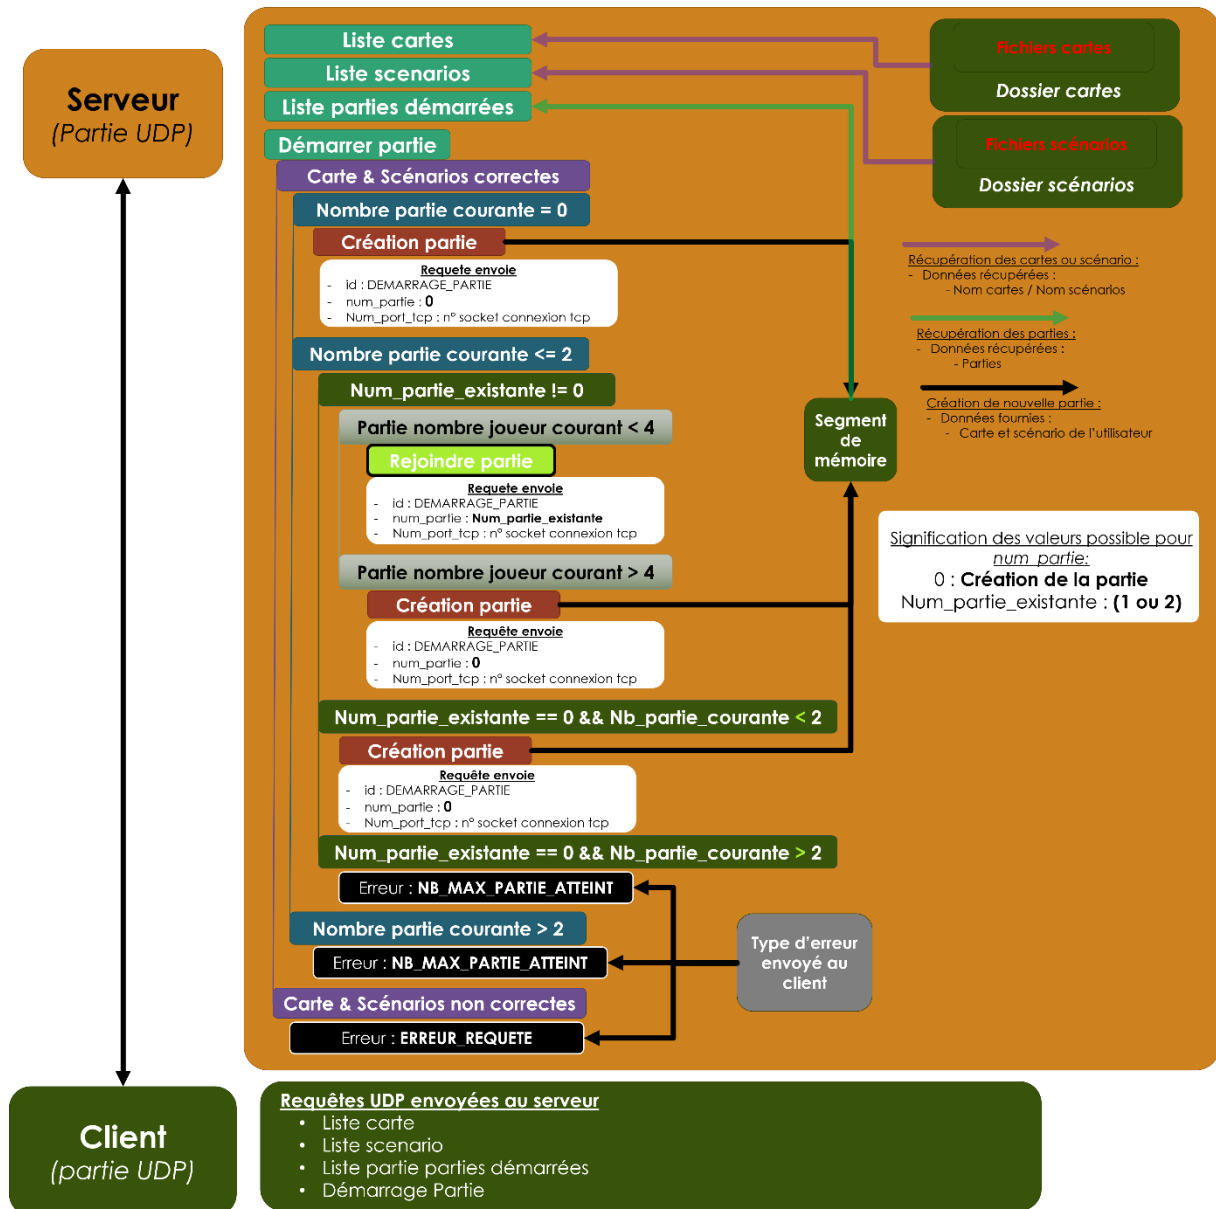 Serveur
(Partie UDP)
Liste cartes
Liste scenarios
Liste parties démarrées
Démarrer partie
Carte & Scénarios correctes
Nombre partie courante = 0
Création partie
Requete envoie
- id : DEMARRAGE_PARTIE
- num_partie : 0
- Num_port_tcp : n° socket connexion tcp
Nombre partie courante <= 2
Num_partie_existante != 0
Partie nombre joueur courant < 4
Rejoindre partie
Requete envoie
- id : DEMARRAGE_PARTIE
- num_partie : Num_partie_existante
- Num_port_tcp : n° socket connexion tcp
Partie nombre joueur courant > 4
Création partie
Requête envoie
- id : DEMARRAGE_PARTIE
- num_partie : 0
- Num_port_tcp : n° socket connexion tcp
Num_partie_existante == 0 && Nb_partie_courante < 2
Création partie
Requête envoie
- id : DEMARRAGE_PARTIE
- num_partie : 0
- Num_port_tcp : n° socket connexion tcp
Num_partie_existante == 0 && Nb_partie_courante > 2
Erreur : NB_MAX_PARTIE_ATTEINT
Nombre partie courante > 2
Erreur : NB_MAX_PARTIE_ATTEINT
Carte & Scénarios non correctes
Erreur : ERREUR_REQUETE
Fichiers cartes
Dossier cartes
Fichiers scénarios
Dossier scénarios
Récupération des cartes ou scénario :
- Données récupérées :
- Nom cartes / Nom scénarios
Récupération des parties :
- Données récupérées :
- Parties
Création de nouvelle partie :
- Données fournies :
- Carte et scénario de l'utilisateur
Segment
de
mémoire
Signification des valeurs possible pour
num_partie:
0 : Création de la partie
Num_partie_existante : (1 ou 2)
Type d'erreur
envoyé au
client
Client
(partie UDP)
Requêtes UDP envoyées au serveur
• Liste carte
• Liste scenario
• Liste partie parties démarrées
• Démarrage Partie